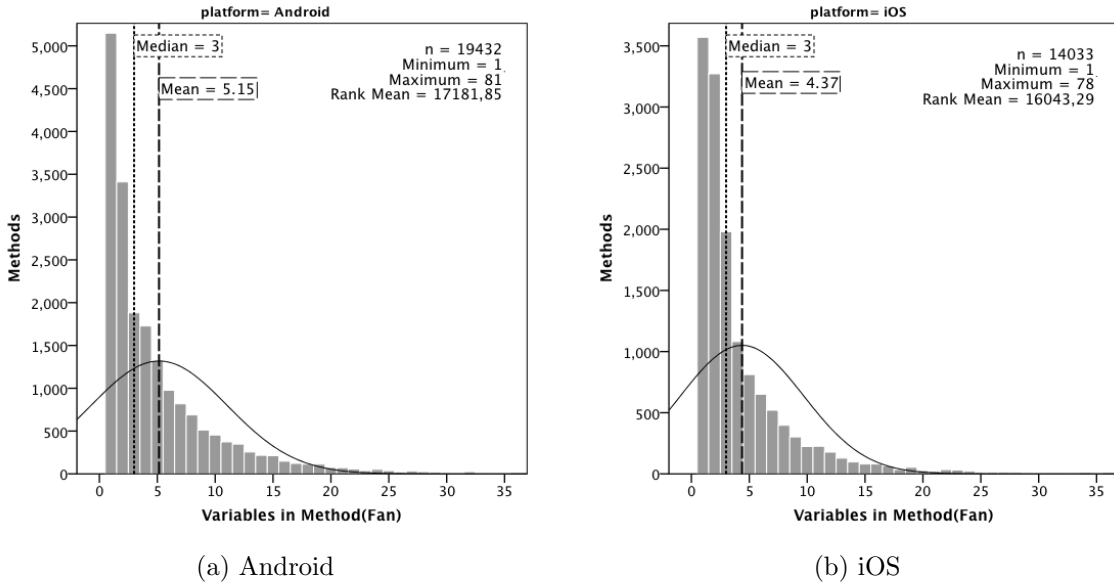 platform= Android
Median = 3
Mean = 5.15
n = 19432
Minimum = 1
Maximum = 81
Rank Mean = 17181,85
5,000
4,500
4,000
3,500
3,000
2,500
2,000
1,500
1,000
500
0
Methods
0 5 10 15 20 25 30 35
Variables in Method(Fan)
(a) Android
platform= iOS
Median = 3
Mean = 4.37
n = 14033
Minimum = 1
Maximum = 78
Rank Mean = 16043,29
3,500
3,000
2,500
2,000
1,500
1,000
500
0
Methods
0 5 10 15 20 25 30 35
Variables in Method(Fan)
(b) iOS